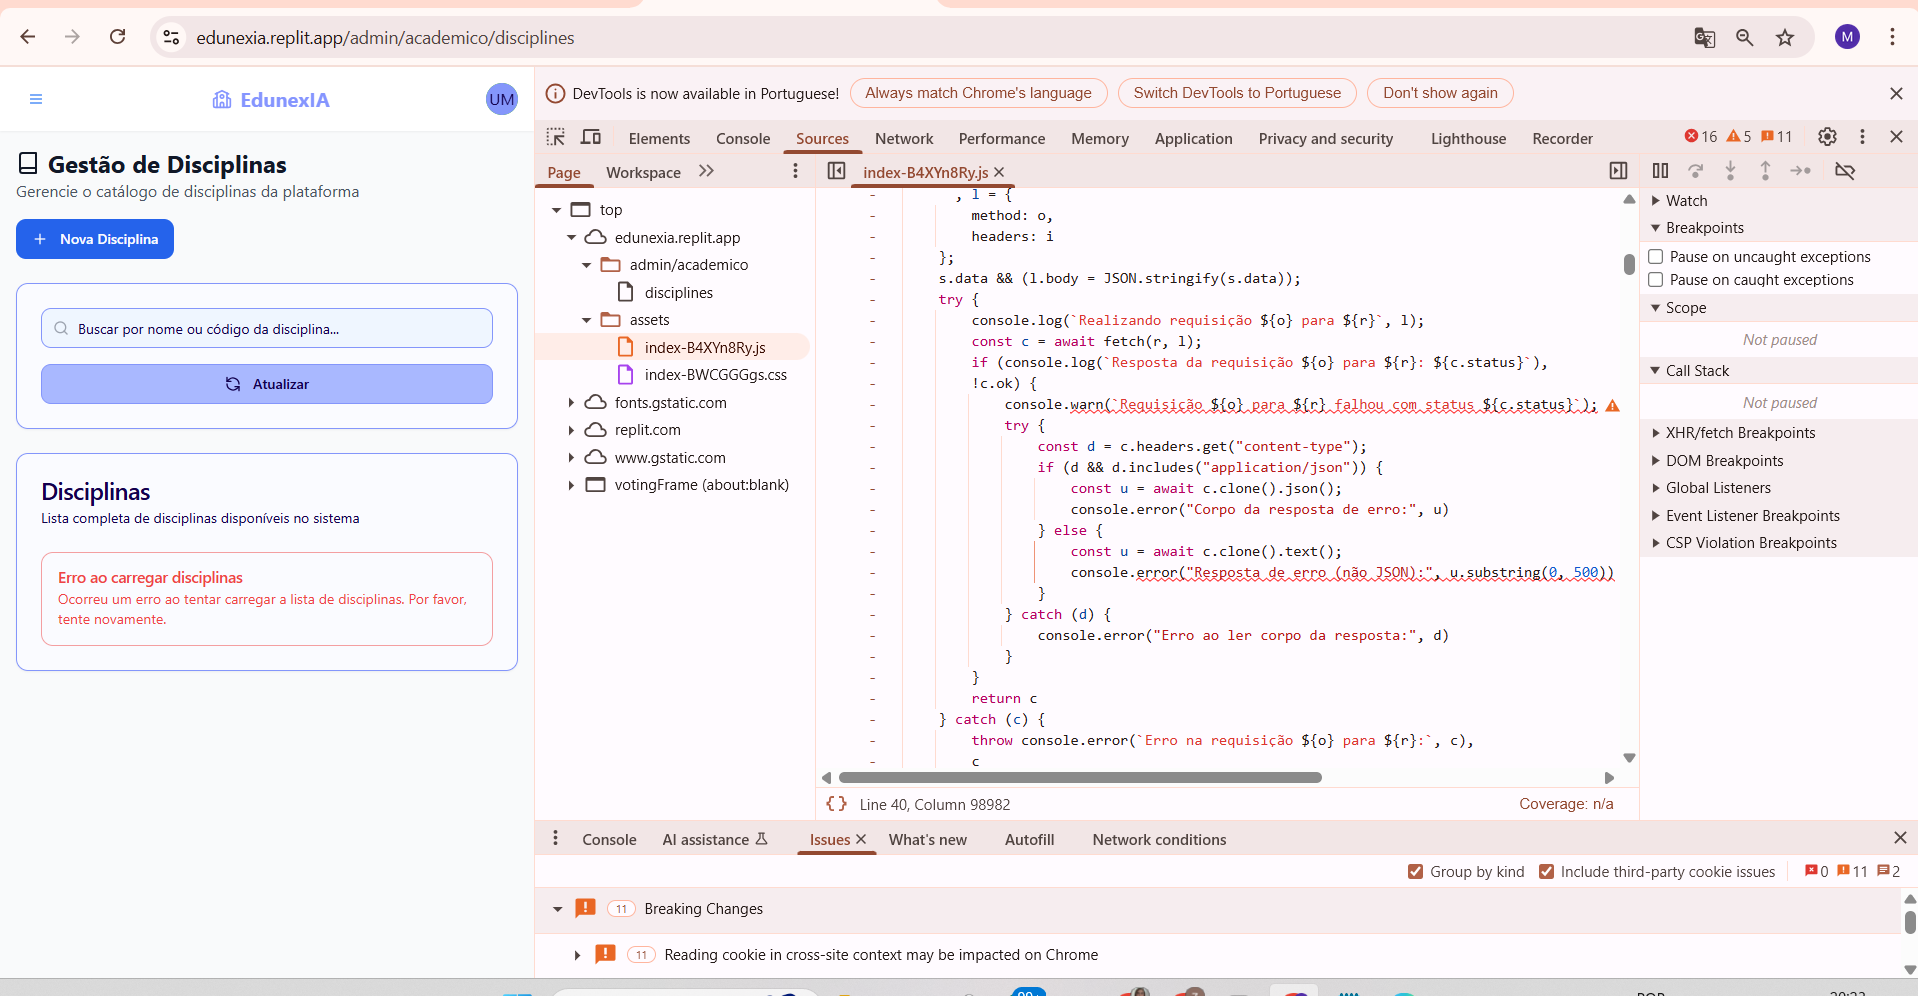 edunexia.replit.app/admin/academico/disciplines
M
EdunexIA
UM
Gestão de Disciplinas
Gerencie o catálogo de disciplinas da plataforma
+ Nova Disciplina
Buscar por nome ou código da disciplina...
Atualizar
Disciplinas
Lista completa de disciplinas disponíveis no sistema
Erro ao carregar disciplinas
Ocorreu um erro ao tentar carregar a lista de disciplinas. Por favor,
tente novamente.
DevTools is now available in Portuguese!
Always match Chrome's language
Switch DevTools to Portuguese
Don't show again
Elements Console Sources Network Performance Memory Application Privacy and security Lighthouse Recorder
16 5 11
Page Workspace
top
edunexia.replit.app
admin/academico
disciplines
assets
index-B4XYn8Ry.js
index-BWCGGGgs.css
fonts.gstatic.com
replit.com
www.gstatic.com
votingFrame (about:blank)
index-B4XYn8Ry.js
, l = {
method: o,
headers: i
};
s.data && (l.body = JSON.stringify(s.data));
try {
console.log(`Realizando requisição ${o} para ${r}`, l);
const c = await fetch(r, l);
if (console.log(`Resposta da requisição ${o} para ${r}: ${c.status}`),
!c.ok) {
console.warn(`Requisição ${o} para ${r} falhou com status ${c.status}`);
try {
const d = c.headers.get("content-type");
if (d && d.includes("application/json")) {
const u = await c.clone().json();
console.error("Corpo da resposta de erro:", u)
} else {
const u = await c.clone().text();
console.error("Resposta de erro (não JSON):", u.substring(0, 500))
}
} catch (d) {
console.error("Erro ao ler corpo da resposta:", d)
}
}
return c
} catch (c) {
throw console.error(`Erro na requisição ${o} para ${r}:`, c),
c
{} Line 40, Column 98982
Coverage: n/a
Watch
Breakpoints
Pause on uncaught exceptions
Pause on caught exceptions
Scope
Not paused
Call Stack
Not paused
XHR/fetch Breakpoints
DOM Breakpoints
Global Listeners
Event Listener Breakpoints
CSP Violation Breakpoints
Console AI assistance Issues What's new Autofill Network conditions
Group by kind Include third-party cookie issues 0 11 2
11 Breaking Changes
11 Reading cookie in cross-site context may be impacted on Chrome